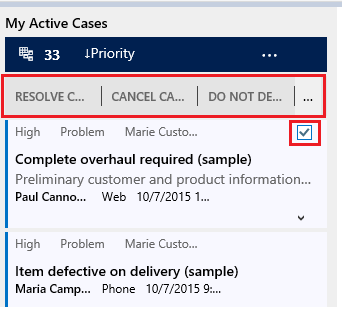 My Active Cases
33 ↓Priority ...
RESOLVE C... CANCEL CA... DO NOT DE... ...
High Problem Marie Custo...
Complete overhaul required (sample)
Preliminary customer and product information...
Paul Canno... Web 10/7/2015 1...
High Problem Marie Custo...
Item defective on delivery (sample)
Maria Camp... Phone 10/7/2015 9:...